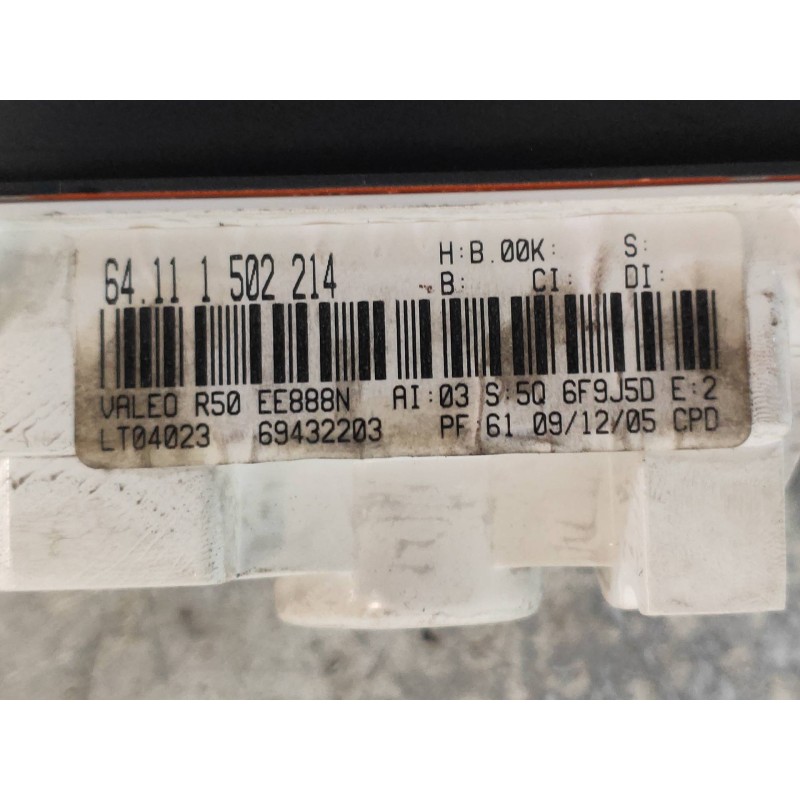 64.11 1 502 214
H:B.00K: S:
B: CI: DI:
VALEO R50 EE888N AI:03 S:5Q 6F9J5D E:2
LT04023 69432203 PF:61 09/12/05 CPD